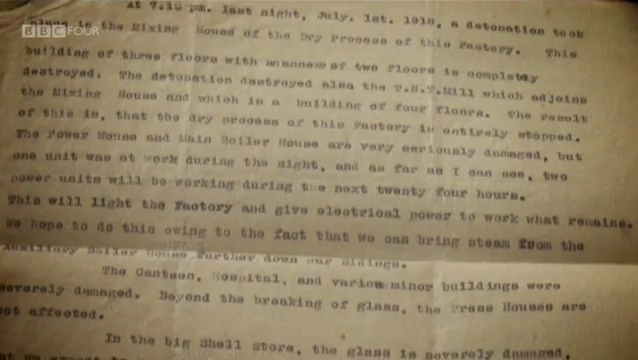 BBC FOUR
At 7.10 pm. last night, July. 1st. 1918, a detonation took
place in the Mixing House of the Dry Process of this Factory. This
building of three floors with an annexe of two floors is completely
destroyed. The detonation destroyed also the T.N.T.Mill which adjoins
the Mixing House and which is a building of four floors. The result
of this is, that the dry process of this Factory is entirely stopped.
The Power House and Main Boiler House are very seriously damaged, but
one unit was at work during the night, and as far as I can see, two
power units will be working during the next twenty four hours.
This will light the Factory and give electrical power to work what remains.
We hope to do this owing to the fact that we can bring steam from the
Auxiliary Boiler House further down our Sidings.
The Canteen, Hospital, and various minor buildings were
severely damaged. Beyond the breaking of glass, the Press Houses are
not affected.
In the big Shell Store, the glass is severely damaged,